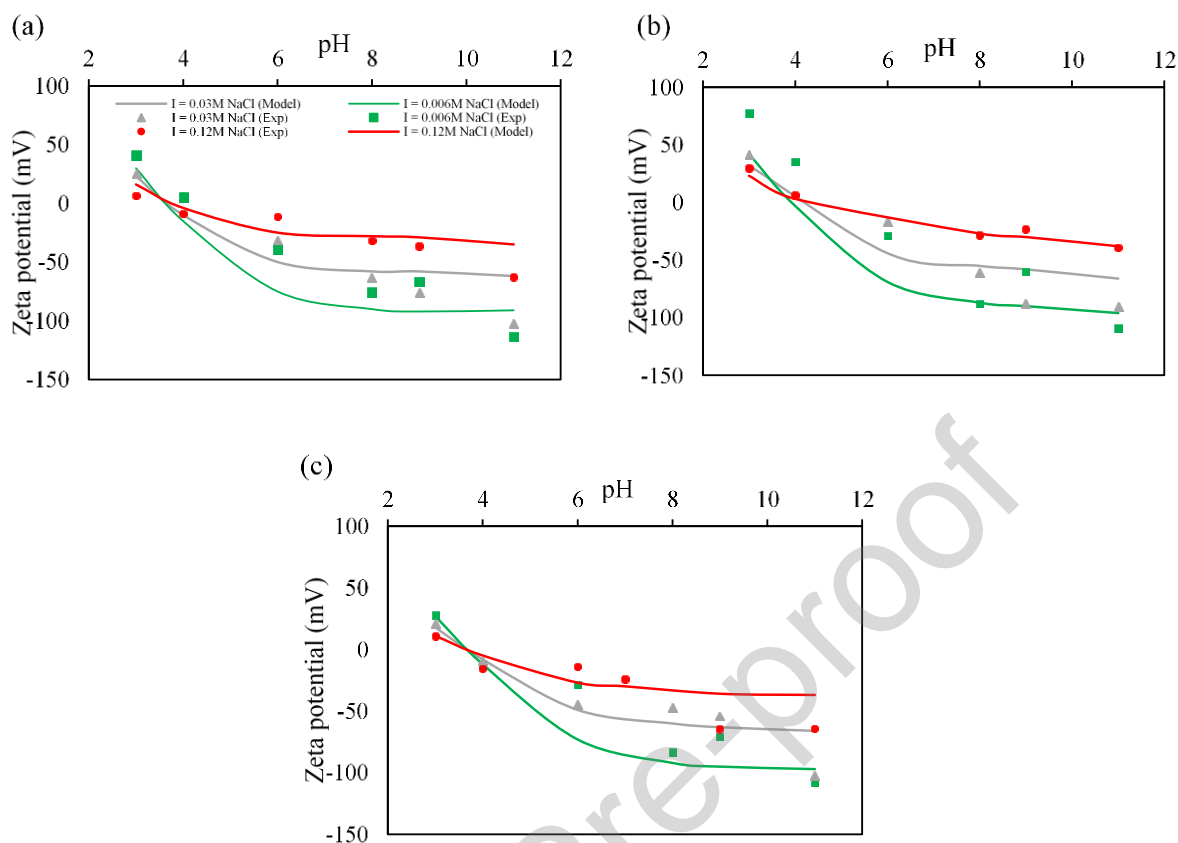 (a)
pH
2 4 6 8 10 12
100
50
0
-50
-100
-150
Zeta potential (mV)
I = 0.03M NaCl (Model)
I = 0.006M NaCl (Model)
I = 0.03M NaCl (Exp)
I = 0.006M NaCl (Exp)
I = 0.12M NaCl (Exp)
I = 0.12M NaCl (Model)
(b)
pH
2 4 6 8 10 12
100
50
0
-50
-100
-150
Zeta potential (mV)
(c)
pH
2 4 6 8 10 12
100
50
0
-50
-100
-150
Zeta potential (mV)
re-proof